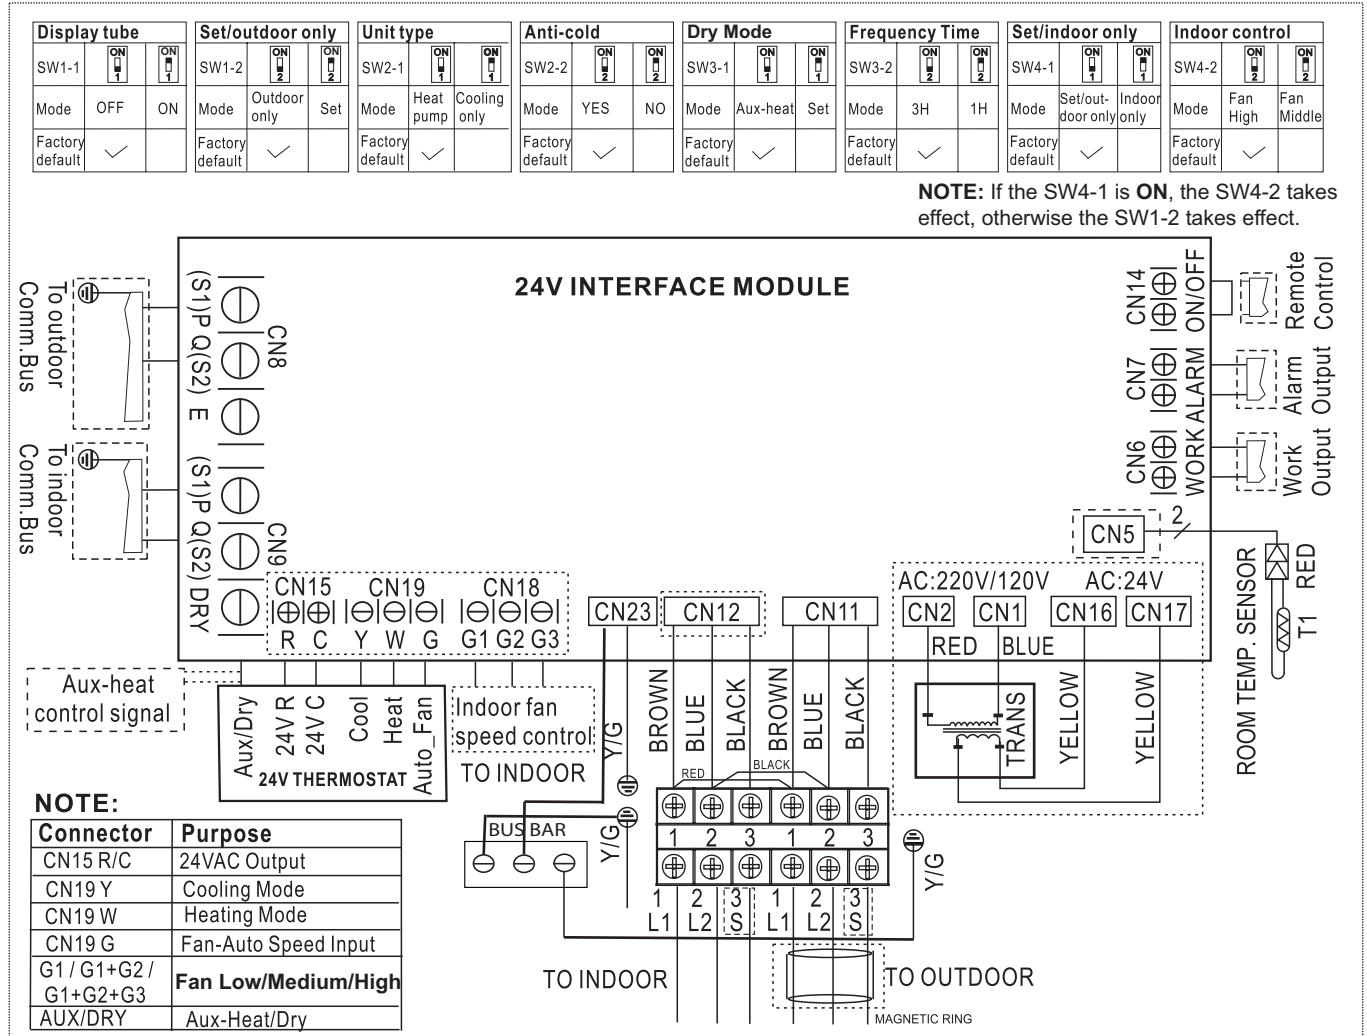 Display tube
SW1-1 ON 1 ON 1
Mode OFF ON
Factory default
Set/outdoor only
SW1-2 ON 2 ON 2
Mode Outdoor only Set
Factory default
Unit type
SW2-1 ON 1 ON 1
Mode Heat pump Cooling only
Factory default
Anti-cold
SW2-2 ON 2 ON 2
Mode YES NO
Factory default
Dry Mode
SW3-1 ON 1 ON 1
Mode Aux-heat Set
Factory default
Frequency Time
SW3-2 ON 2 ON 2
Mode 3H 1H
Factory default
Set/indoor only
SW4-1 ON 1 ON 1
Mode Set/out-door only Indoor only
Factory default
Indoor control
SW4-2 ON 2 ON 2
Mode Fan High Fan Middle
Factory default
NOTE: If the SW4-1 is ON, the SW4-2 takes
effect, otherwise the SW1-2 takes effect.
24V INTERFACE MODULE
To outdoor
Comm.Bus
(S1)P Q(S2) E
CN8
To indoor
Comm.Bus
(S1)P Q(S2) DRY
CN9
CN14
ON/OFF
Remote
Control
CN7
ALARM
Alarm
Output
CN6
WORK
Work
Output
CN5
2
RED
T1
ROOM TEMP. SENSOR
CN15 CN19 CN18
R C Y W G G1 G2 G3
CN23 CN12 CN11
AC:220V/120V AC:24V
CN2 CN1 CN16 CN17
RED BLUE
YELLOW YELLOW
TRANS
Aux-heat
control signal
Aux/Dry
24V R
24V C
Cool
Heat
Auto_Fan
24V THERMOSTAT
Indoor fan
speed control
TO INDOOR
Y/G
BROWN BLUE BLACK BROWN BLUE BLACK
RED BLACK
BUS BAR
Y/G
1 2 3 1 2 3
Y/G
1 2 3 1 2 3
L1 L2 S L1 L2 S
TO INDOOR
TO OUTDOOR
MAGNETIC RING
NOTE:
Connector Purpose
CN15 R/C 24VAC Output
CN19 Y Cooling Mode
CN19 W Heating Mode
CN19 G Fan-Auto Speed Input
G1 / G1+G2 /
G1+G2+G3 Fan Low/Medium/High
AUX/DRY Aux-Heat/Dry